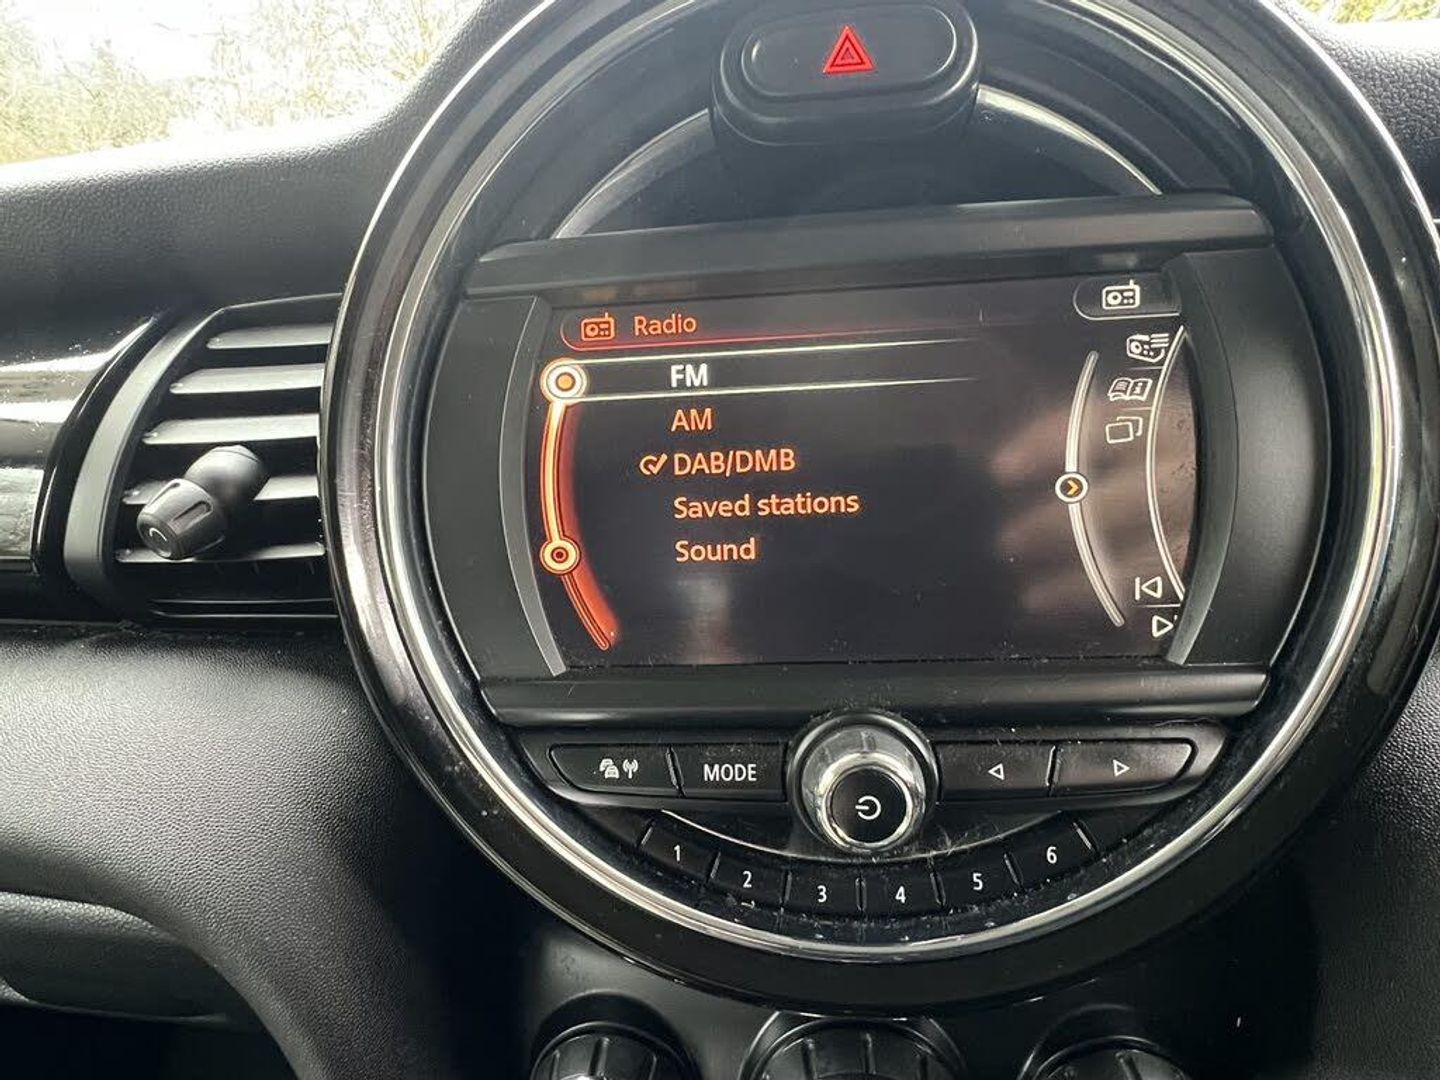 Radio
FM
AM
DAB/DMB
Saved stations
Sound
MODE
1
2
3
4
5
6